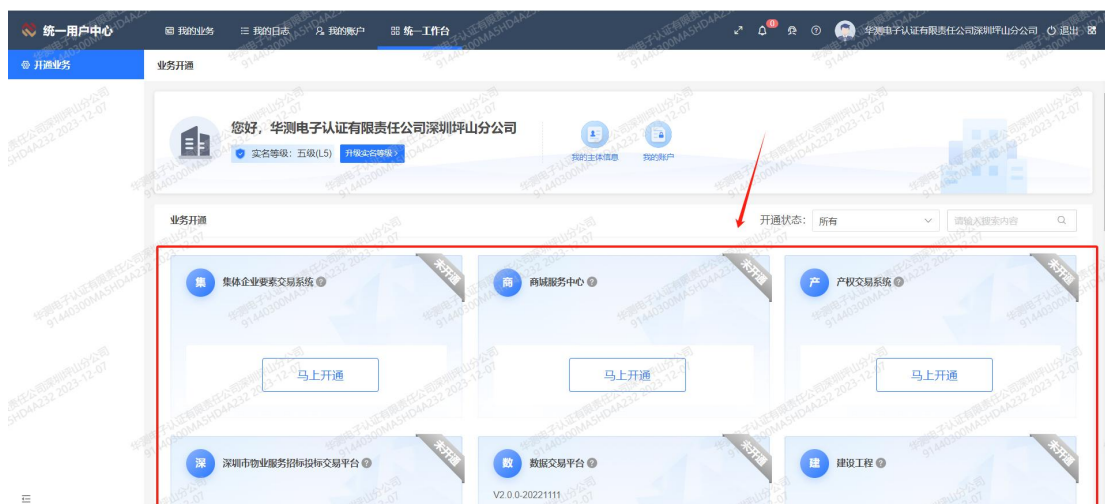 统一用户中心 我的业务 我的日志 我的账户 统一工作台 0 华测电子认证有限责任公司深圳坪山分公司 退出
开通业务 业务开通
您好，华测电子认证有限责任公司深圳坪山分公司
实名等级：五级(L5) 升级实名等级>
我的主体信息 我的账户
业务开通 开通状态： 所有 请输入搜索内容
集 集体企业要素交易系统 未开通
商 商城服务中心 未开通
产 产权交易系统 未开通
马上开通 马上开通 马上开通
深 深圳市物业服务招标投标交易平台 未开通
数 数据交易平台 未开通
建 建设工程 未开通
V2.0.0-20221111